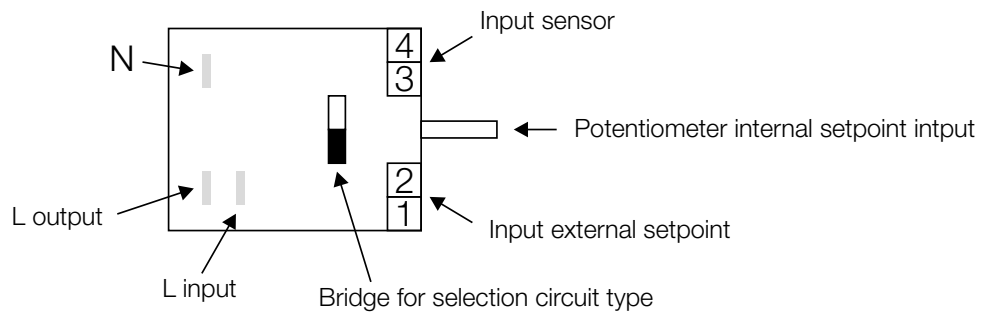 Input sensor
N
4
3
Potentiometer internal setpoint intput
2
1
L output
Input external setpoint
L input
Bridge for selection circuit type